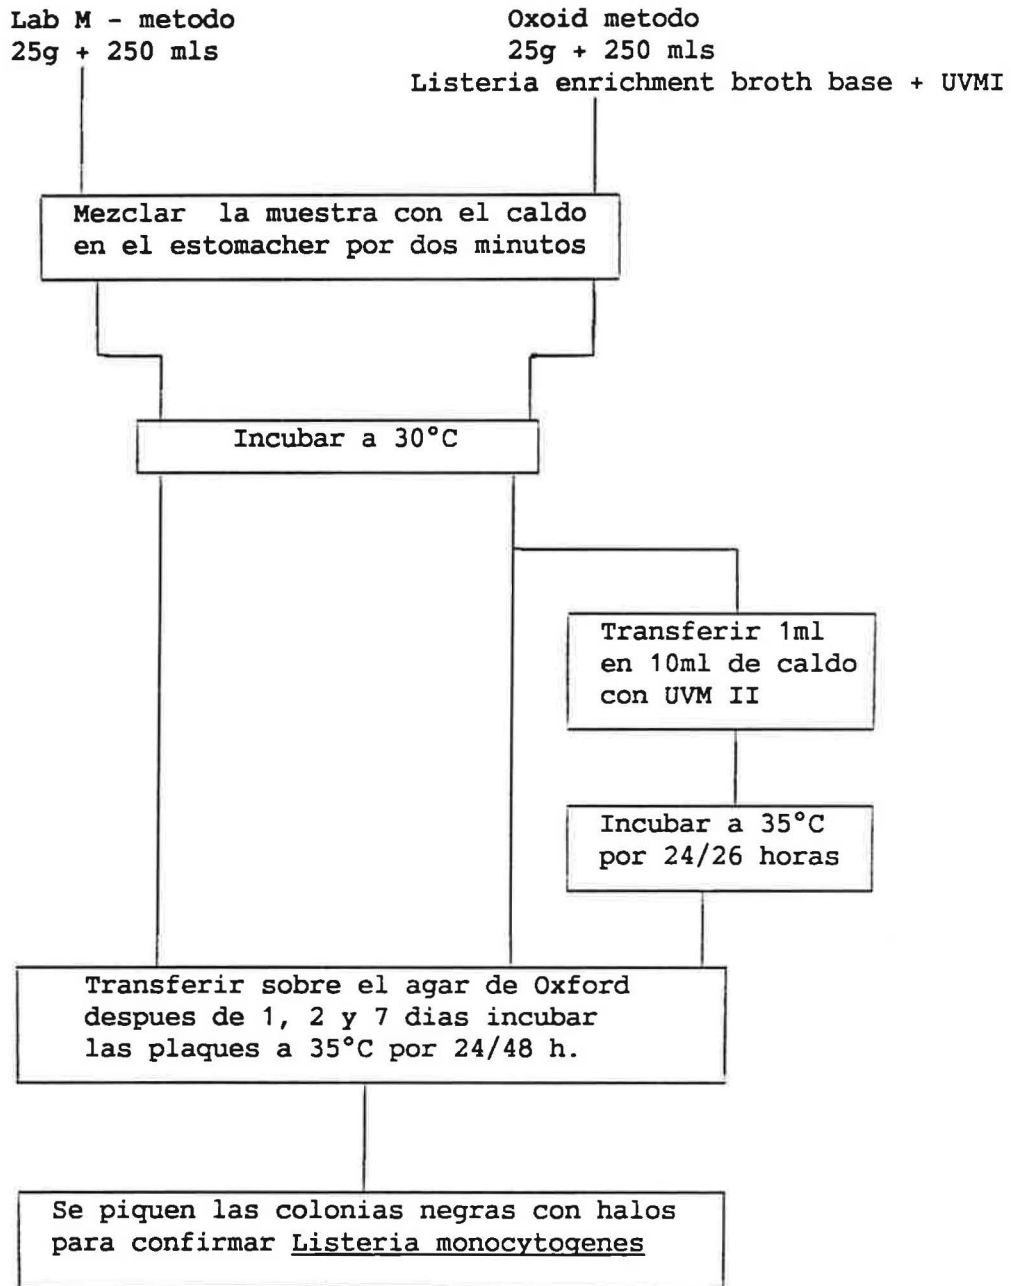 Lab M - metodo
25g + 250 mls
Oxoid metodo
25g + 250 mls
Listeria enrichment broth base + UVMI
Mezclar la muestra con el caldo
en el estomacher por dos minutos
Incubar a 30°C
Transferir 1ml
en 10ml de caldo
con UVM II
Incubar a 35°C
por 24/26 horas
Transferir sobre el agar de Oxford
despues de 1, 2 y 7 dias incubar
las plaques a 35°C por 24/48 h.
Se piquen las colonias negras con halos
para confirmar Listeria monocytogenes